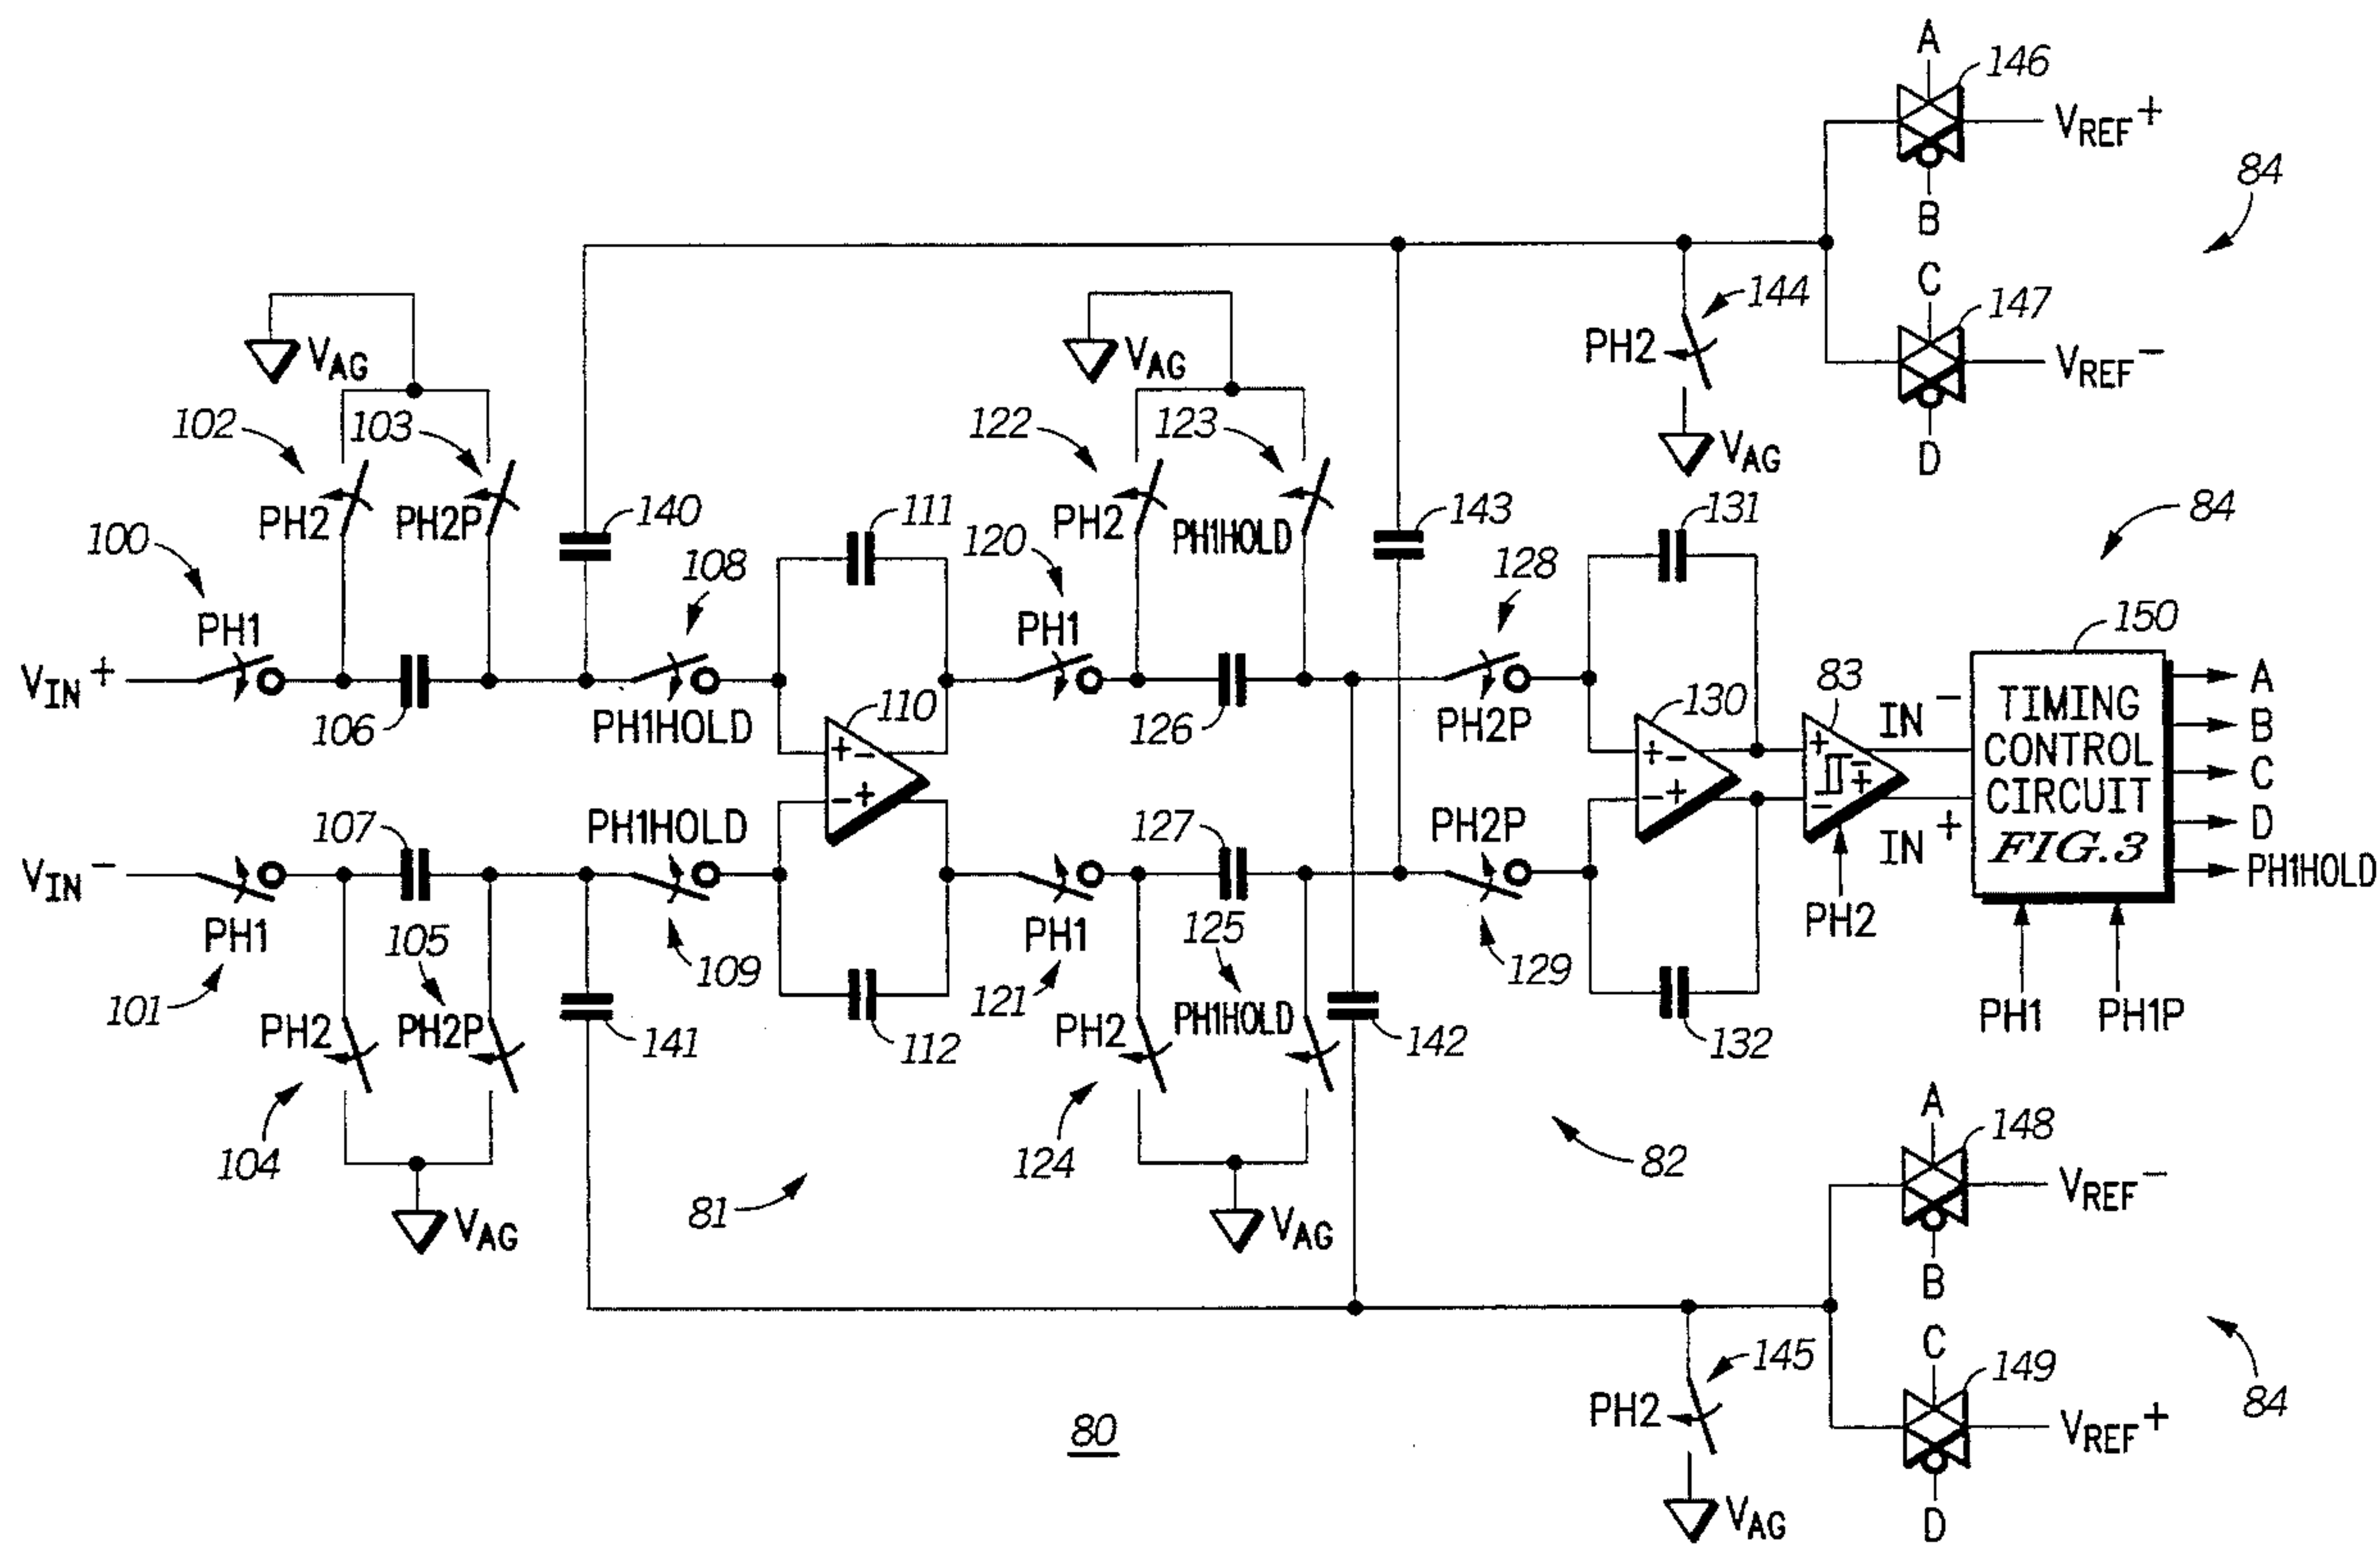 A
146
VREF+
B
84
C
144
147
PH2
VREF-
VAG
VAG
VAG
102
103
122
123
D
PH2
PH2P
140
111
PH2
PH1HOLD
143
131
84
100
108
120
128
PH1
PH1
150
VIN+
106
PH1HOLD
110
126
PH2P
130
83
IN-
TIMING
CONTROL
CIRCUIT
FIG.3
A
B
C
D
PH1HOLD
+ -
- +
+ -
- +
+
-
∓
107
PH1HOLD
127
PH2P
IN+
VIN-
PH1
105
109
PH1
125
129
PH2
101
PH2
PH2P
141
112
121
PH2
PH1HOLD
142
132
PH1
PH1P
104
81
124
82
A
148
VREF-
VAG
VAG
B
C
145
149
84
PH2
VREF+
80
VAG
D